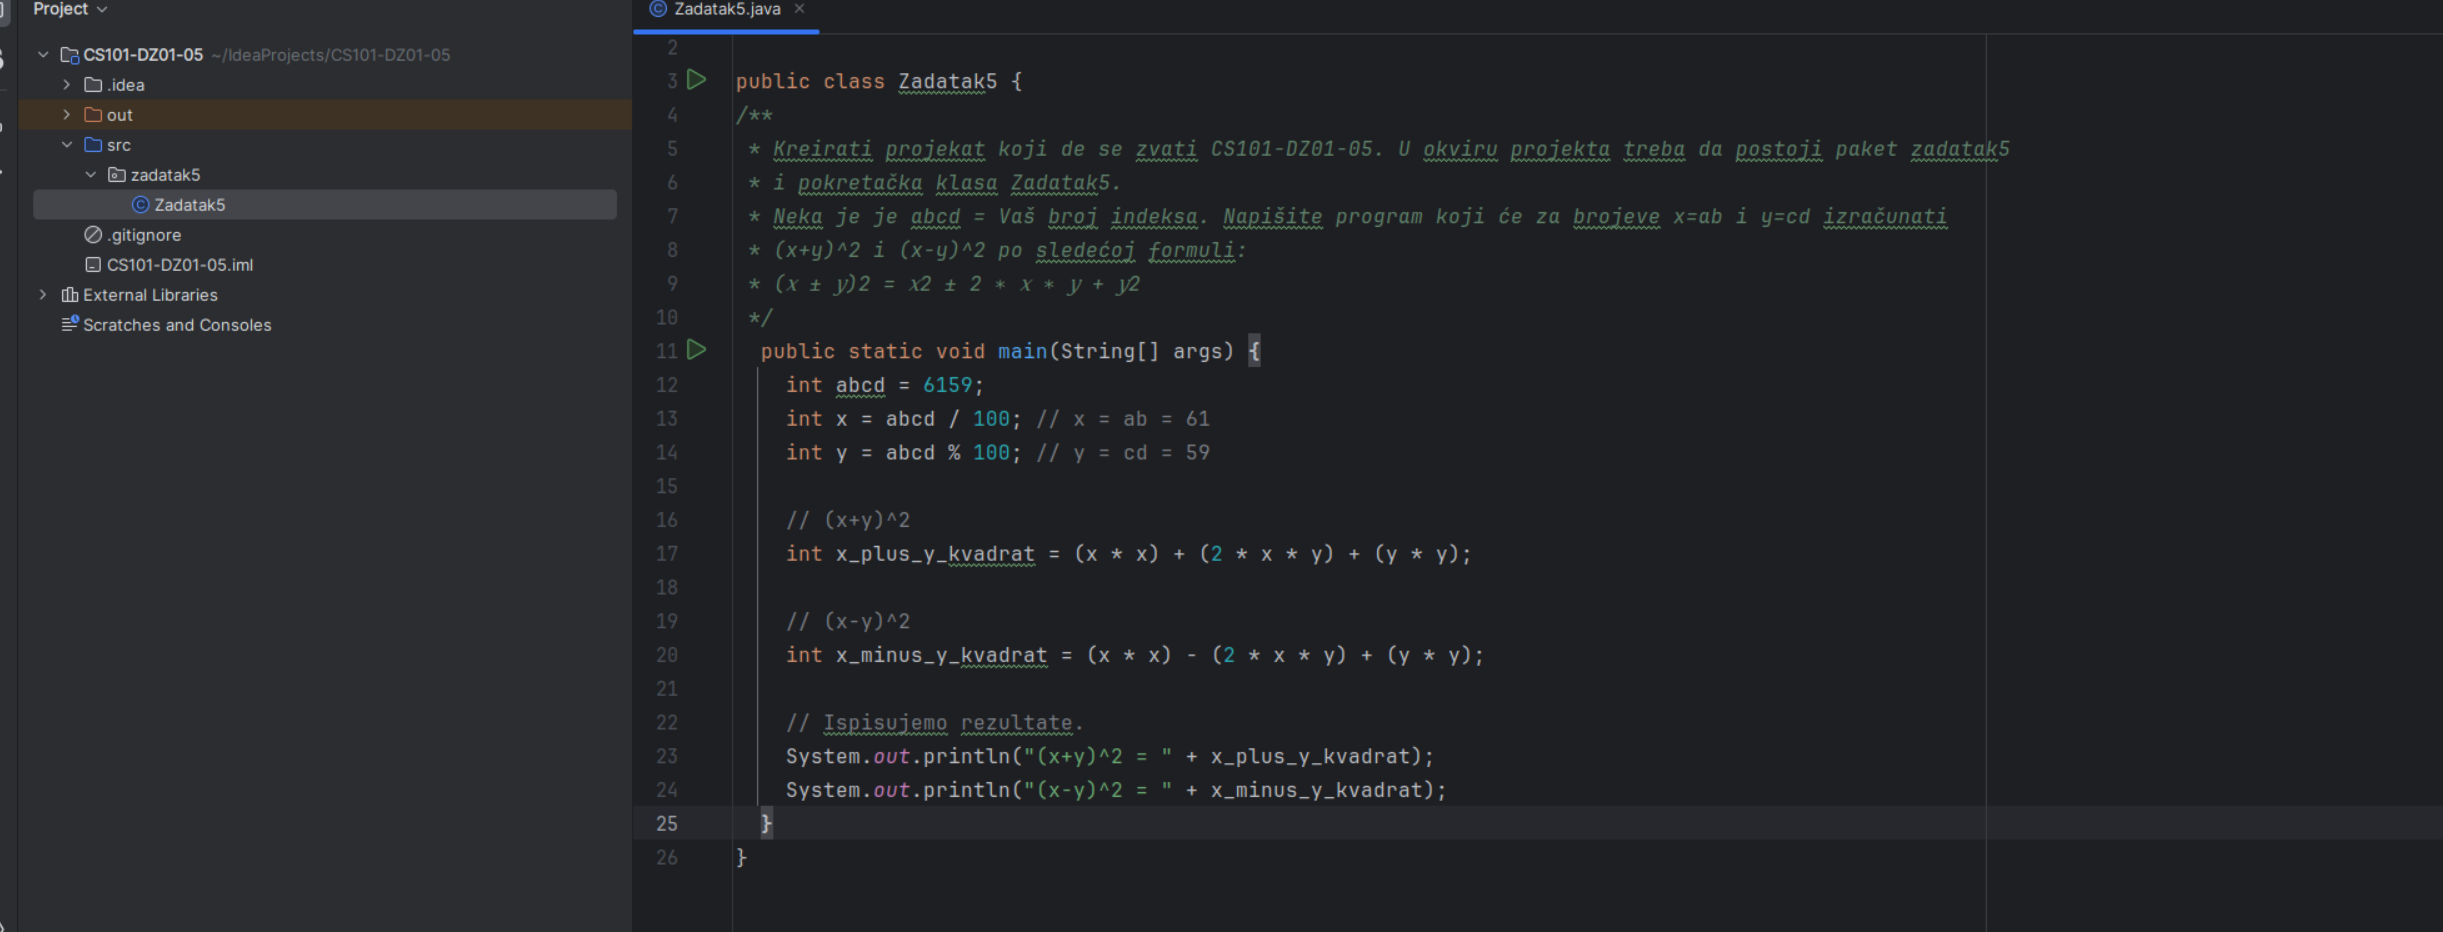 Project
CS101-DZ01-05 ~/IdeaProjects/CS101-DZ01-05
.idea
out
src
zadatak5
Zadatak5
.gitignore
CS101-DZ01-05.iml
External Libraries
Scratches and Consoles
Zadatak5.java
2
3 public class Zadatak5 {
4 /**
5 * Kreirati projekat koji de se zvati CS101-DZ01-05. U okviru projekta treba da postoji paket zadatak5
6 * i pokretačka klasa Zadatak5.
7 * Neka je je abcd = Vaš broj indeksa. Napišite program koji će za brojeve x=ab i y=cd izračunati
8 * (x+y)^2 i (x-y)^2 po sledećoj formuli:
9 * (𝑥 ± 𝑦)2 = 𝑥2 ± 2 ∗ 𝑥 ∗ 𝑦 + 𝑦2
10 */
11 public static void main(String[] args) {
12 int abcd = 6159;
13 int x = abcd / 100; // x = ab = 61
14 int y = abcd % 100; // y = cd = 59
15
16 // (x+y)^2
17 int x_plus_y_kvadrat = (x * x) + (2 * x * y) + (y * y);
18
19 // (x-y)^2
20 int x_minus_y_kvadrat = (x * x) - (2 * x * y) + (y * y);
21
22 // Ispisujemo rezultate.
23 System.out.println("(x+y)^2 = " + x_plus_y_kvadrat);
24 System.out.println("(x-y)^2 = " + x_minus_y_kvadrat);
25 }
26 }